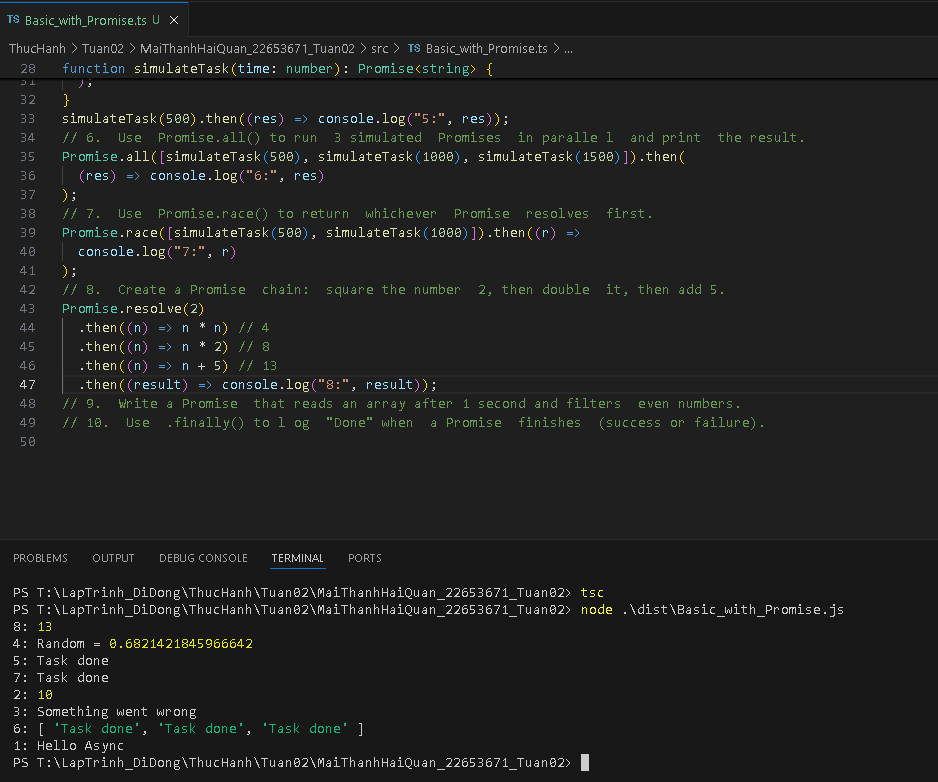 TS Basic_with_Promise.ts U ×
ThucHanh > Tuan02 > MaiThanhHaiQuan_22653671_Tuan02 > src > TS Basic_with_Promise.ts > ...
28 function simulateTask(time: number): Promise<string> {
31 );
32 }
33 simulateTask(500).then((res) => console.log("5:", res));
34 // 6.  Use  Promise.all() to run  3 simulated  Promises  in paralle l  and print  the result.
35 Promise.all([simulateTask(500), simulateTask(1000), simulateTask(1500)]).then(
36   (res) => console.log("6:", res)
37 );
38 // 7.  Use  Promise.race() to return  whichever  Promise  resolves  first.
39 Promise.race([simulateTask(500), simulateTask(1000)]).then((r) =>
40   console.log("7:", r)
41 );
42 // 8.  Create a Promise  chain:  square the number  2, then double  it, then add 5.
43 Promise.resolve(2)
44   .then((n) => n * n) // 4
45   .then((n) => n * 2) // 8
46   .then((n) => n + 5) // 13
47   .then((result) => console.log("8:", result));
48 // 9.  Write a Promise  that reads an array after 1 second and filters  even numbers.
49 // 10.  Use  .finally() to l og  "Done" when  a Promise  finishes  (success or failure).
50
PROBLEMS OUTPUT DEBUG CONSOLE TERMINAL PORTS
PS T:\LapTrinh_DiDong\ThucHanh\Tuan02\MaiThanhHaiQuan_22653671_Tuan02> tsc
PS T:\LapTrinh_DiDong\ThucHanh\Tuan02\MaiThanhHaiQuan_22653671_Tuan02> node .\dist\Basic_with_Promise.js
8: 13
4: Random = 0.6821421845966642
5: Task done
7: Task done
2: 10
3: Something went wrong
6: [ 'Task done', 'Task done', 'Task done' ]
1: Hello Async
PS T:\LapTrinh_DiDong\ThucHanh\Tuan02\MaiThanhHaiQuan_22653671_Tuan02>